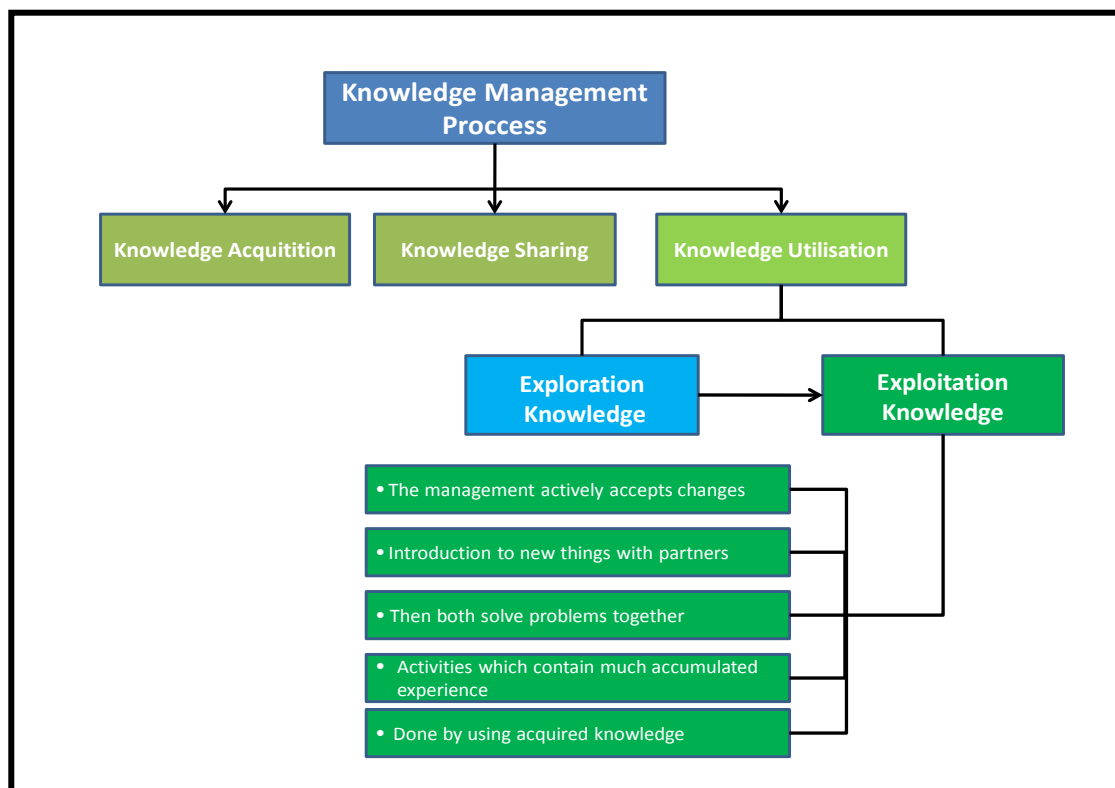 Knowledge Management
Proccess
Knowledge Acquitition
Knowledge Sharing
Knowledge Utilisation
Exploration
Knowledge
Exploitation
Knowledge
• The management actively accepts changes
• Introduction to new things with partners
• Then both solve problems together
• Activities which contain much accumulated
experience
• Done by using acquired knowledge